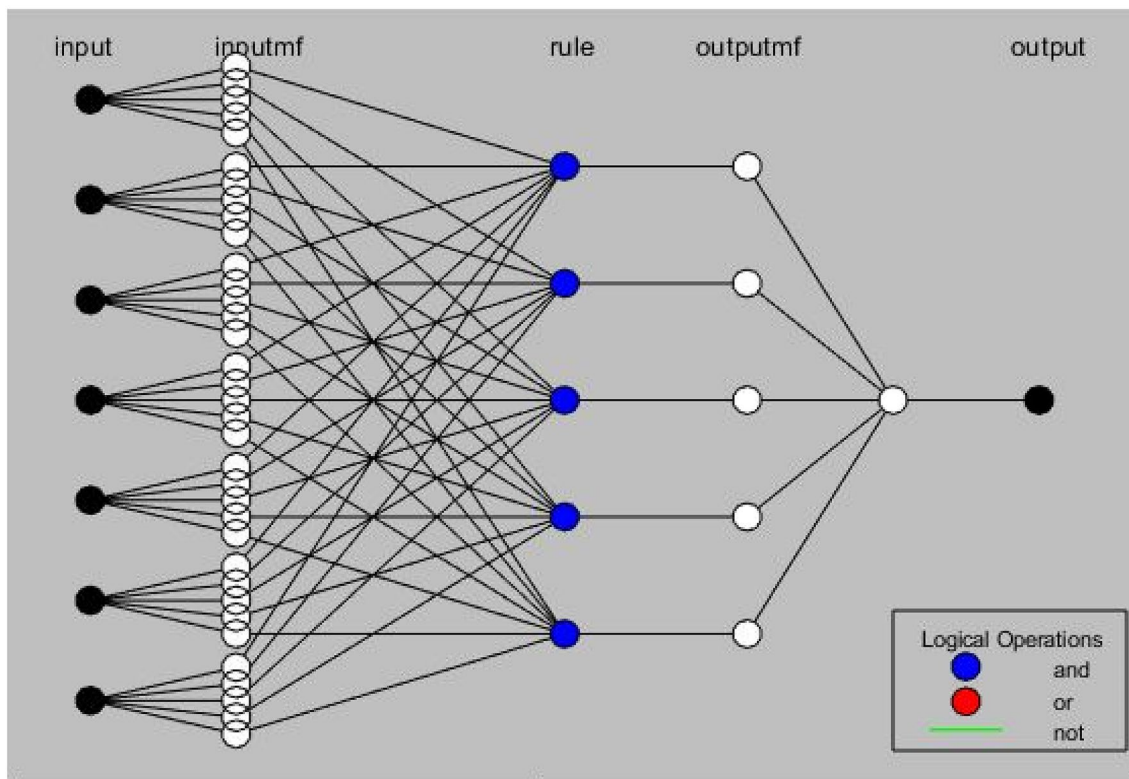 input inputmf rule outputmf output
Logical Operations
and
or
not